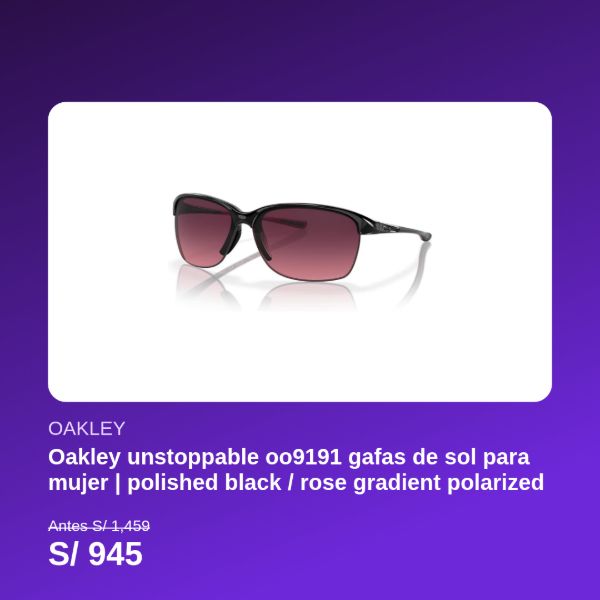 OAKLEY
Oakley unstoppable oo9191 gafas de sol para
mujer | polished black / rose gradient polarized
Antes S/ 1,459
S/ 945